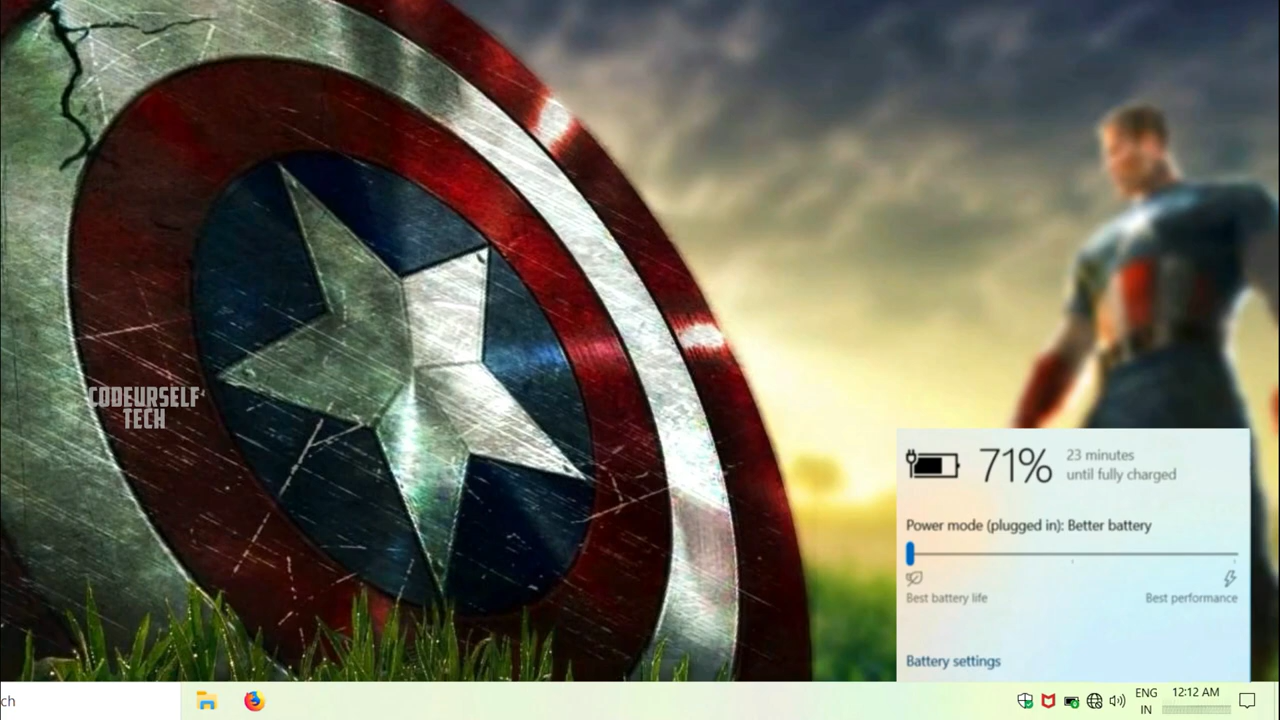 CODEURSELF
TECH
71%
23 minutes
until fully charged
Power mode (plugged in): Better battery
Best battery life
Best performance
Battery settings
ch
ENG
IN
12:12 AM